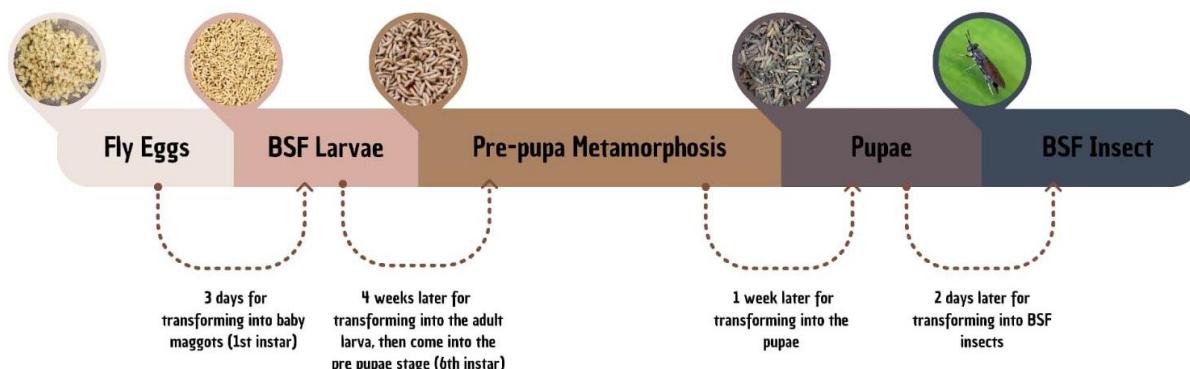 Fly Eggs
BSF Larvae
Pre-pupa Metamorphosis
Pupae
BSF Insect
3 days for
transforming into baby
maggots (1st instar)
4 weeks later for
transforming into the adult
larva, then come into the
pre pupae stage (6th instar)
1 week later for
transforming into the
pupae
2 days later for
transforming into BSF
insects